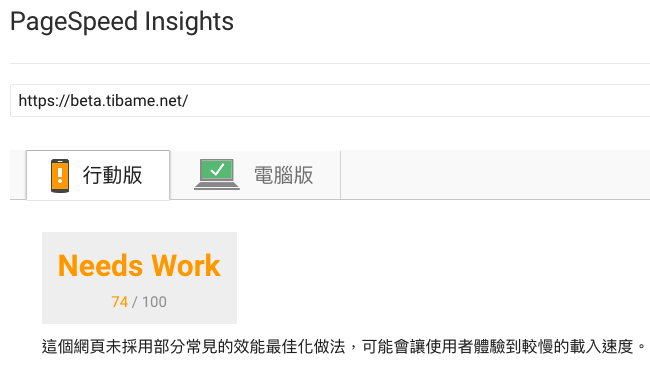 PageSpeed Insights
https://beta.tibame.net/
行動版
電腦版
Needs Work
74 / 100
這個網頁未採用部分常見的效能最佳化做法，可能會讓使用者體驗到較慢的載入速度。